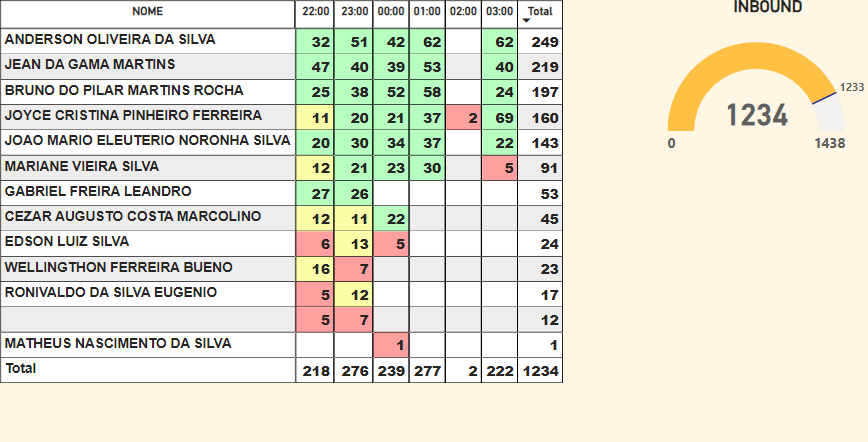 NOME 22:00 23:00 00:00 01:00 02:00 03:00 Total
ANDERSON OLIVEIRA DA SILVA 32 51 42 62 62 249
JEAN DA GAMA MARTINS 47 40 39 53 40 219
BRUNO DO PILAR MARTINS ROCHA 25 38 52 58 24 197
JOYCE CRISTINA PINHEIRO FERREIRA 11 20 21 37 2 69 160
JOAO MARIO ELEUTERIO NORONHA SILVA 20 30 34 37 22 143
MARIANE VIEIRA SILVA 12 21 23 30 5 91
GABRIEL FREIRA LEANDRO 27 26 53
CEZAR AUGUSTO COSTA MARCOLINO 12 11 22 45
EDSON LUIZ SILVA 6 13 5 24
WELLINGTHON FERREIRA BUENO 16 7 23
RONIVALDO DA SILVA EUGENIO 5 12 17
5 7 12
MATHEUS NASCIMENTO DA SILVA 1 1
Total 218 276 239 277 2 222 1234
INBOUND
1233
1234
0 1438